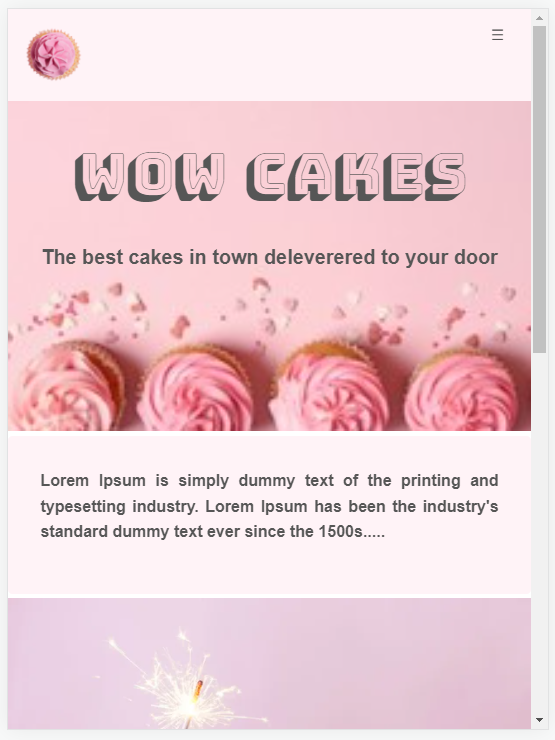 WOW CAKES
The best cakes in town deleverered to your door
Lorem Ipsum is simply dummy text of the printing and
typesetting industry. Lorem Ipsum has been the industry's
standard dummy text ever since the 1500s.....